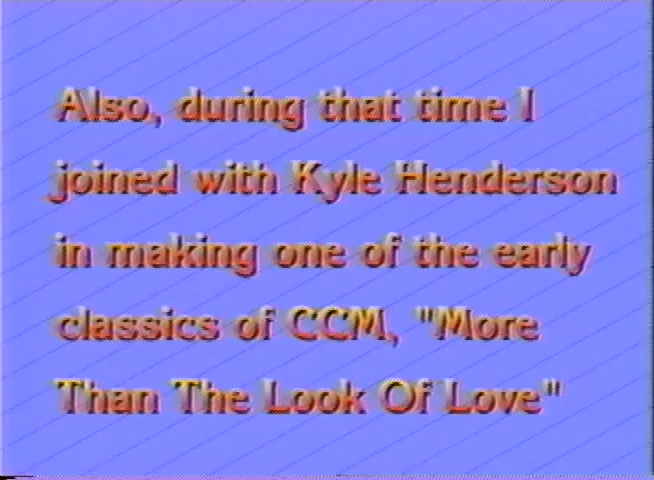 Also, during that time I
joined with Kyle Henderson
in making one of the early
classics of CCM, "More
Than The Look Of Love"